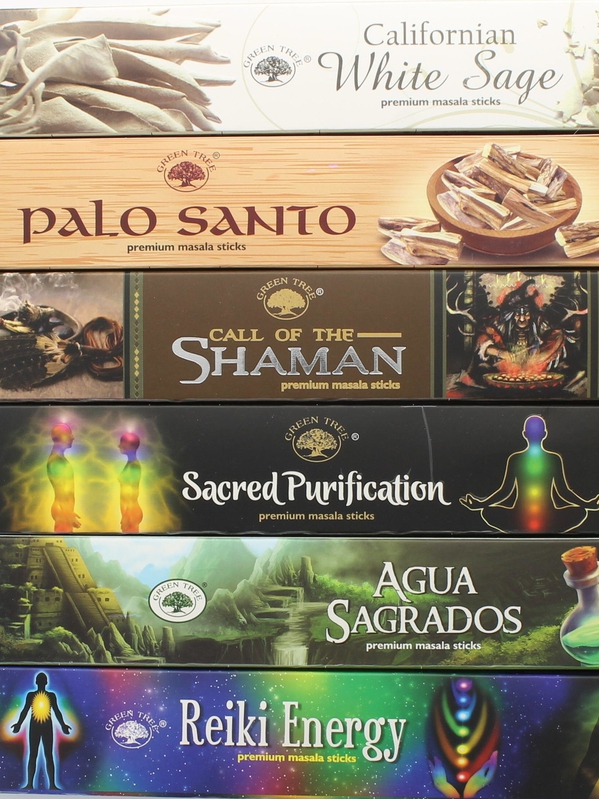 GREEN TREE®
Californian
White Sage
premium masala sticks
GREEN TREE®
PALO SANTO
premium masala sticks
GREEN TREE®
CALL OF THE
SHAMAN
premium masala sticks
GREEN TREE®
Sacred Purification
premium masala sticks
GREEN TREE®
AGUA
SAGRADOS
premium masala sticks
GREEN TREE®
Reiki Energy
premium masala sticks